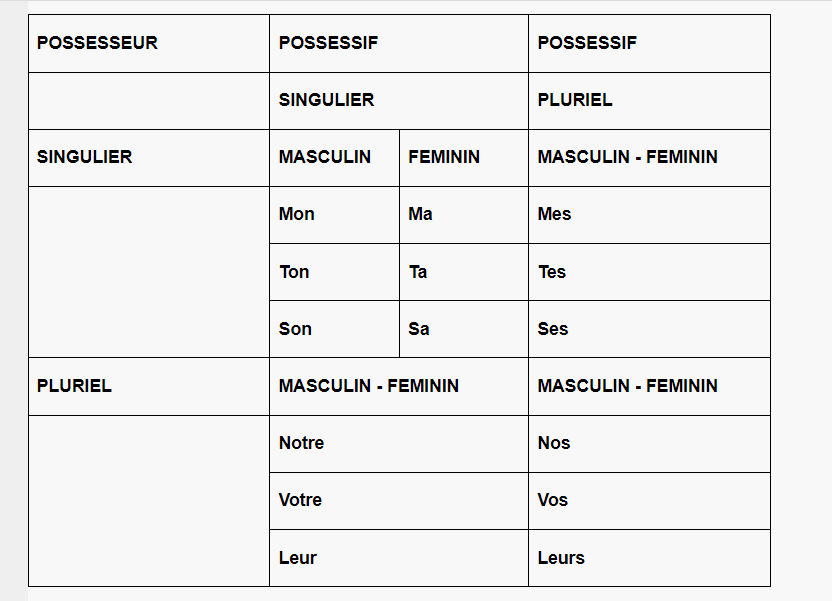 POSSESSEUR POSSESSIF POSSESSIF
SINGULIER PLURIEL
SINGULIER MASCULIN FEMININ MASCULIN - FEMININ
Mon Ma Mes
Ton Ta Tes
Son Sa Ses
PLURIEL MASCULIN - FEMININ MASCULIN - FEMININ
Notre Nos
Votre Vos
Leur Leurs